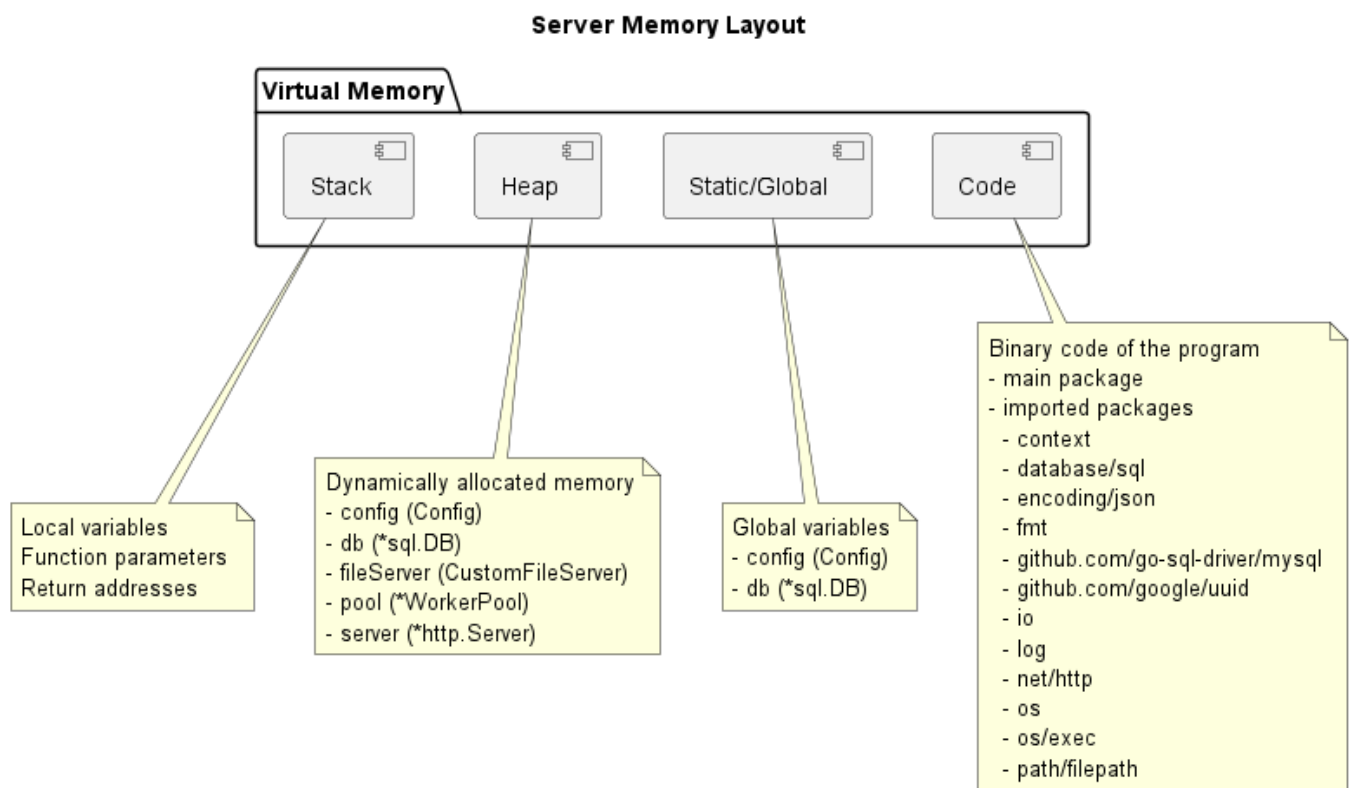 Server Memory Layout
Virtual Memory
Stack
Heap
Static/Global
Code
Local variables
Function parameters
Return addresses
Dynamically allocated memory
- config (Config)
- db (*sql.DB)
- fileServer (CustomFileServer)
- pool (*WorkerPool)
- server (*http.Server)
Global variables
- config (Config)
- db (*sql.DB)
Binary code of the program
- main package
- imported packages
- context
- database/sql
- encoding/json
- fmt
- github.com/go-sql-driver/mysql
- github.com/google/uuid
- io
- log
- net/http
- os
- os/exec
- path/filepath